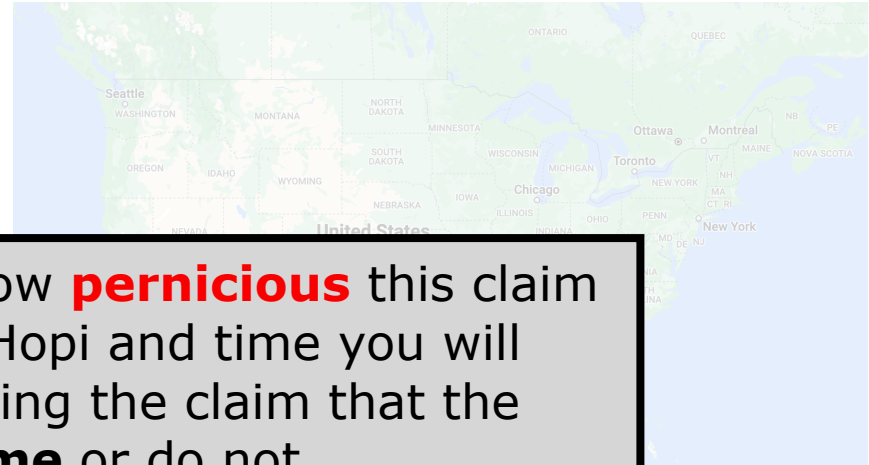 ONTARIO
QUEBEC
Seattle
WASHINGTON
MONTANA
NORTH
DAKOTA
MINNESOTA
Ottawa
Montreal
NB
PE
MAINE
NOVA SCOTIA
VT
SOUTH
DAKOTA
WISCONSIN
MICHIGAN
Toronto
OREGON
IDAHO
WYOMING
NEW YORK
NH
MA
CT
RI
IOWA
Chicago
NEBRASKA
ILLINOIS
OHIO
PENN
New York
NEVADA
United States
INDIANA
MD
DE
NJ
ow pernicious this claim
Hopi and time you will
ing the claim that the
me or do not